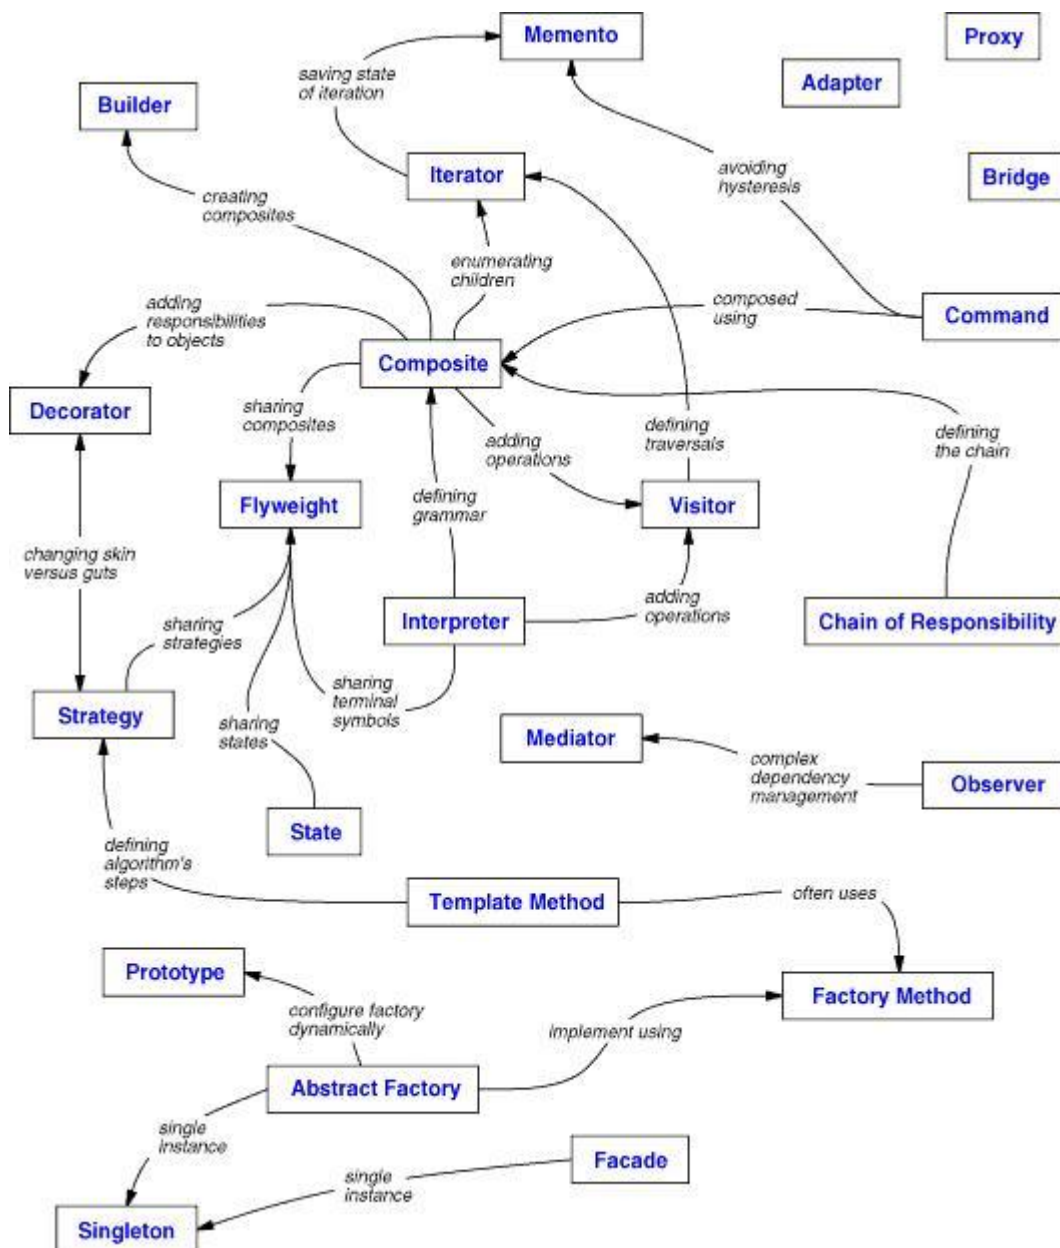 Memento
Proxy
saving state
of iteration
Adapter
Builder
avoiding
hysteresis
Iterator
Bridge
creating
composites
enumerating
children
adding
responsibilities
to objects
composed
using
Command
Composite
Decorator
sharing
composites
adding
operations
defining
traversals
defining
the chain
Flyweight
defining
grammar
Visitor
changing skin
versus guts
adding
operations
Interpreter
Chain of Responsibility
sharing
strategies
sharing
terminal
symbols
Strategy
sharing
states
Mediator
complex
dependency
management
Observer
State
defining
algorithm's
steps
Template Method
often uses
Prototype
Factory Method
configure factory
dynamically
implement using
Abstract Factory
single
instance
Facade
single
instance
Singleton